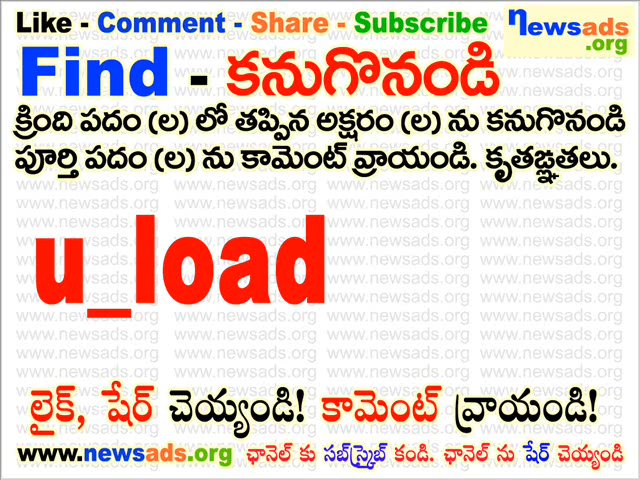 Like - Comment - Share - Subscribe
newsads
.org
Find - కనుగొనండి
క్రింది పదం (ల) లో తప్పిన అక్షరం (ల) ను కనుగొనండి
పూర్తి పదం (ల) ను కామెంట్ వ్రాయండి. కృతఙ్ఞతలు.
u_load
లైక్, షేర్ చెయ్యండి! కామెంట్ వ్రాయండి!
www.newsads.org ఛానెల్ కు సబ్‌స్క్రైబ్ కండి. ఛానెల్ ను షేర్ చెయ్యండి